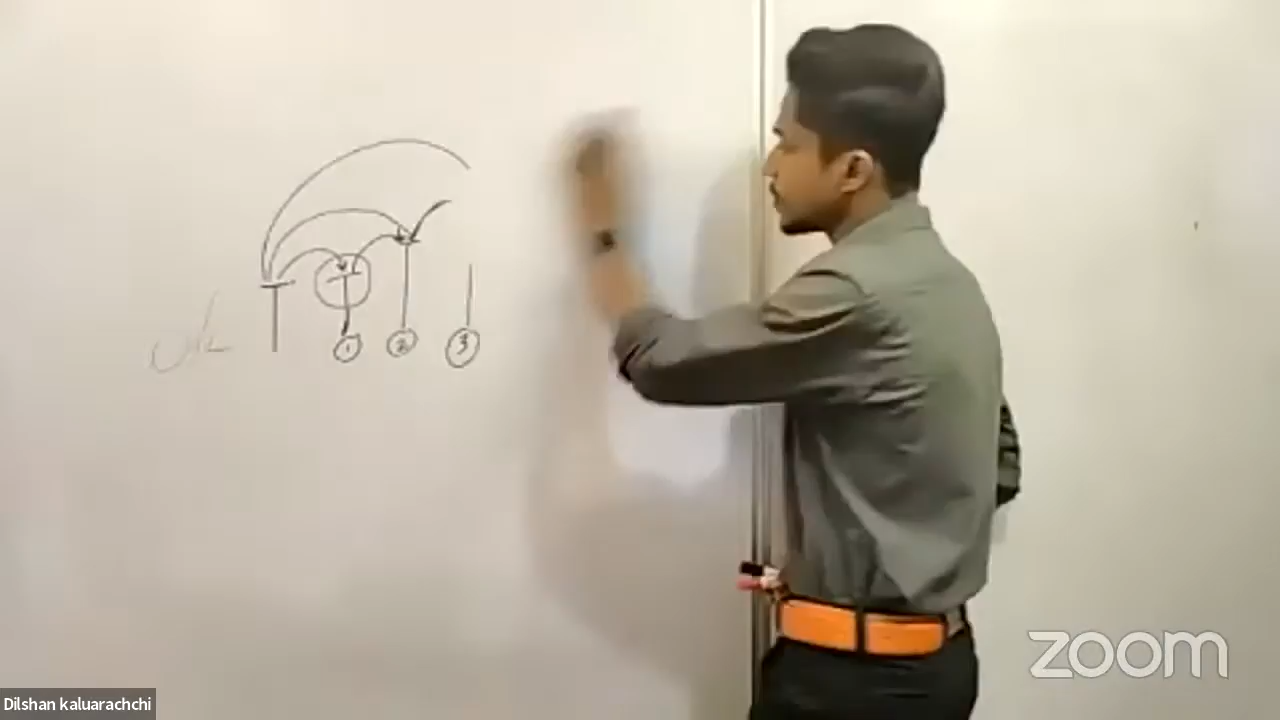 ① ② ③
zoom
Dilshan kaluarachchi